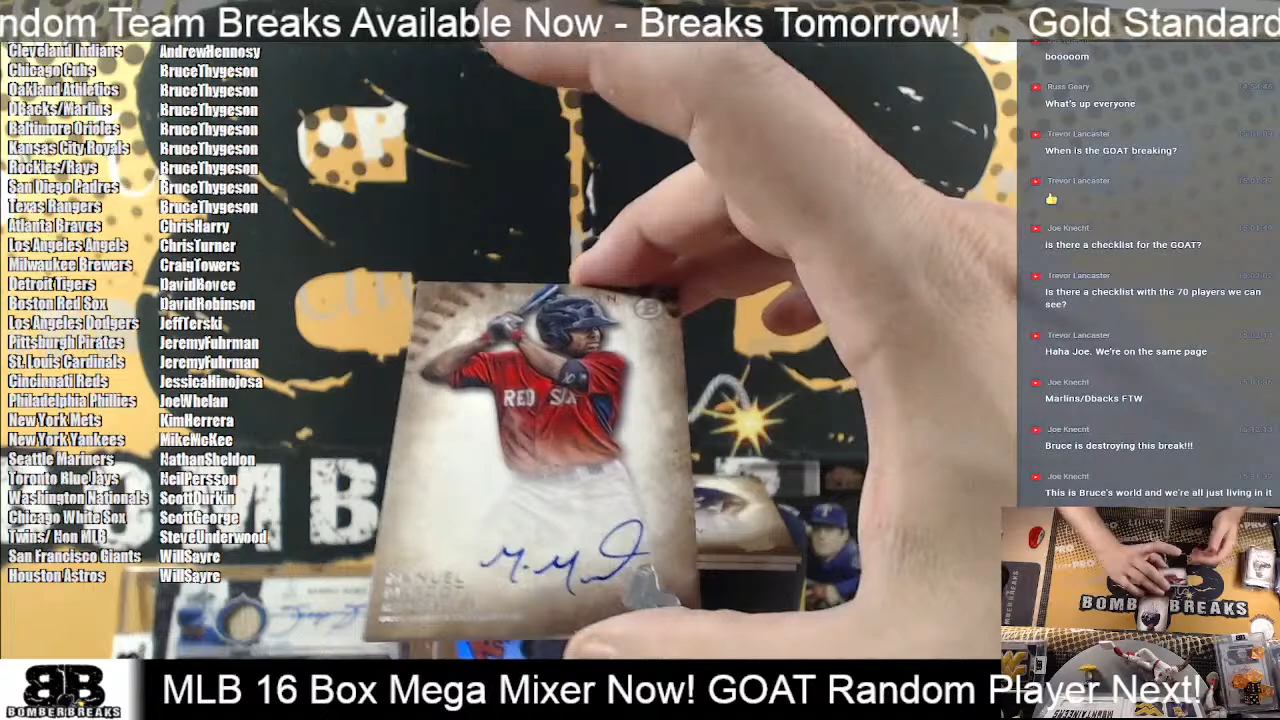 ndom Team Breaks Available Now - Breaks Tomorrow! Gold Standard
Cleveland Indians AndrewHennosy
Chicago Cubs BruceThygeson
Oakland Athletics BruceThygeson
DBacks/Marlins BruceThygeson
Baltimore Orioles BruceThygeson
Kansas City Royals BruceThygeson
Rockies/Rays BruceThygeson
San Diego Padres BruceThygeson
Texas Rangers BruceThygeson
Atlanta Braves ChrisHarry
Los Angeles Angels ChrisTurner
Milwaukee Brewers CraigTowers
Detroit Tigers DavidBovee
Boston Red Sox DavidRobinson
Los Angeles Dodgers JeffTerski
Pittsburgh Pirates JeremyFuhrman
St. Louis Cardinals JeremyFuhrman
Cincinnati Reds JessicaHinojosa
Philadelphia Phillies JoeWhelan
New York Mets KimHerrera
New York Yankees MikeMcKee
Seattle Mariners NathanSheldon
Toronto Blue Jays NeilPersson
Washington Nationals ScottDurkin
Chicago White Sox ScottGeorge
Twins/ Non MLB SteveUnderwood
San Francisco Giants WillSayre
Houston Astros WillSayre
booooom
Russ Geary
What's up everyone
Trevor Lancaster
When is the GOAT breaking?
Trevor Lancaster
👍
Joe Knecht
is there a checklist for the GOAT?
Trevor Lancaster
Is there a checklist with the 70 players we can
see?
Trevor Lancaster
Haha Joe. We're on the same page
Joe Knecht
Marlins/Dbacks FTW
Joe Knecht
Bruce is destroying this break!!!
Joe Knecht
This is Bruce's world and we're all just living in it
RED SOX
MANUEL
BOMB
BOMBER BREAKS
BOMBERBREAKS
MLB 16 Box Mega Mixer Now! GOAT Random Player Next!